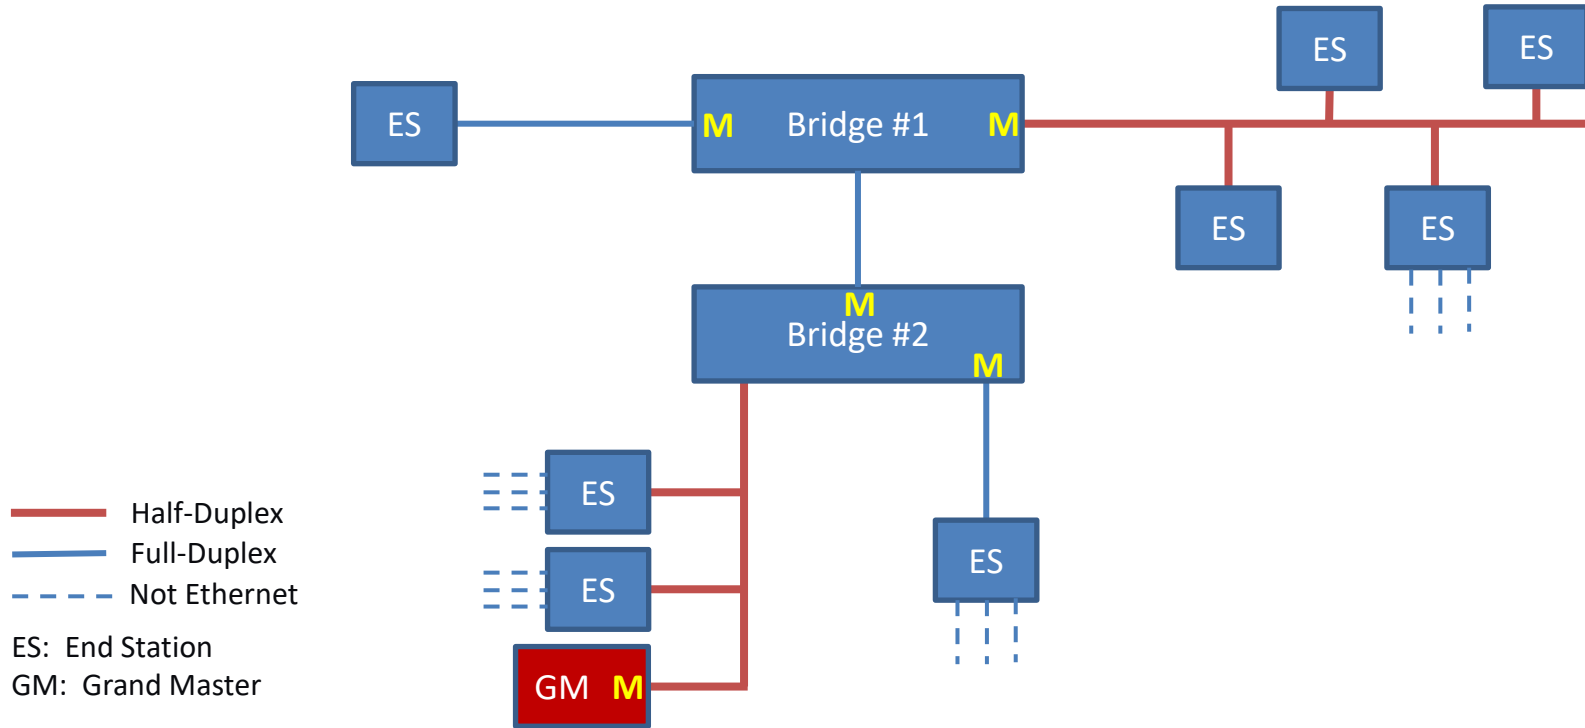 ES
ES
ES
M Bridge #1 M
ES
ES
M
Bridge #2
M
ES
ES
ES
GM M
Half-Duplex
Full-Duplex
Not Ethernet
ES: End Station
GM: Grand Master